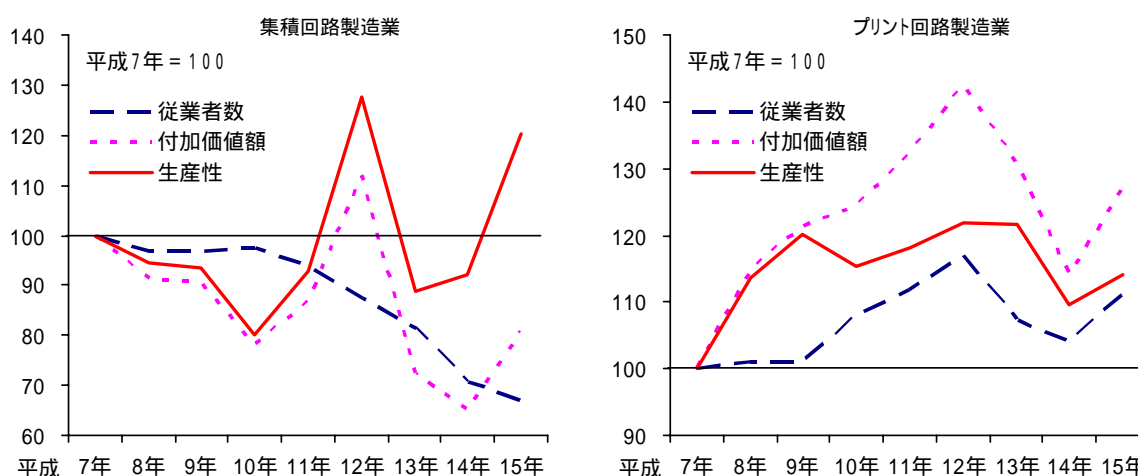 集積回路製造業
平成7年=100
従業者数
付加価値額
生産性
140
130
120
110
100
90
80
70
60
平成 7年 8年 9年 10年 11年 12年 13年 14年 15年
プリント回路製造業
平成7年=100
従業者数
付加価値額
生産性
150
140
130
120
110
100
90
平成 7年 8年 9年 10年 11年 12年 13年 14年 15年